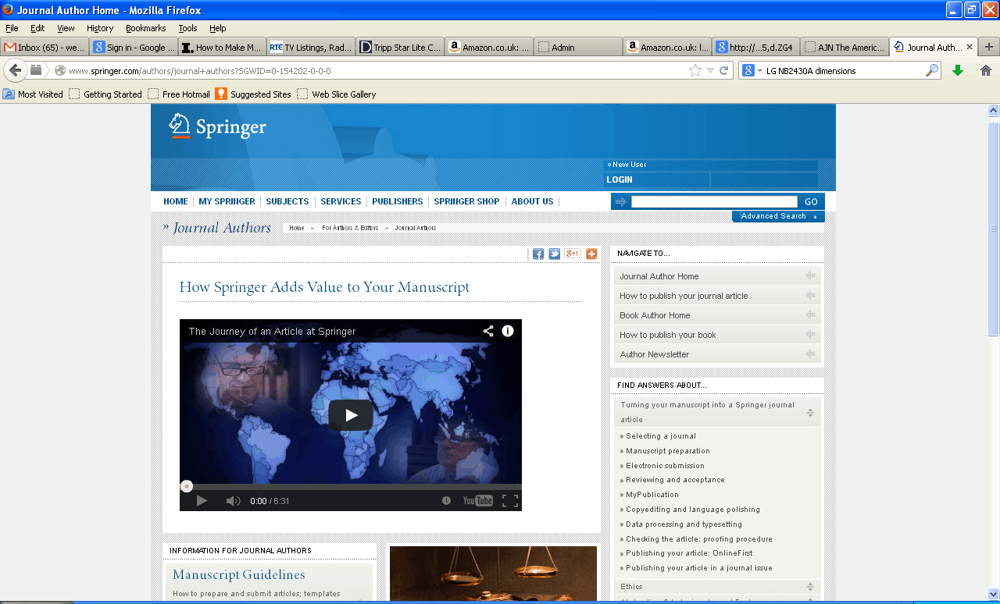 Journal Author Home - Mozilla Firefox
File Edit View History Bookmarks Tools Help
Inbox (65) - we... Sign in - Google ... How to Make M... RTÉ TV Listings, Rad... Tripp Star Lite C... Amazon.co.uk: ... Admin Amazon.co.uk: l... http://...5,d.ZG4 AJN The Americ... Journal Auth...
www.springer.com/authors/journal+authors?SGWID=0-154202-0-0-0
LG NB2430A dimensions
Most Visited Getting Started Free Hotmail Suggested Sites Web Slice Gallery
Springer
» New User
LOGIN
HOME MY SPRINGER SUBJECTS SERVICES PUBLISHERS SPRINGER SHOP ABOUT US
GO
Advanced Search
» Journal Authors
Home > For Authors & Editors > Journal Authors
g+1
NAVIGATE TO...
How Springer Adds Value to Your Manuscript
Journal Author Home
How to publish your journal article
Book Author Home
How to publish your book
Author Newsletter
The Journey of an Article at Springer
0:00 / 6:31
YouTube
FIND ANSWERS ABOUT...
Turning your manuscript into a Springer journal
article
» Selecting a journal
» Manuscript preparation
» Electronic submission
» Reviewing and acceptance
» MyPublication
» Copyediting and language polishing
» Data processing and typesetting
» Checking the article: proofing procedure
» Publishing your article: OnlineFirst
» Publishing your article in a journal issue
Ethics
INFORMATION FOR JOURNAL AUTHORS
Manuscript Guidelines
How to prepare and submit articles; templates